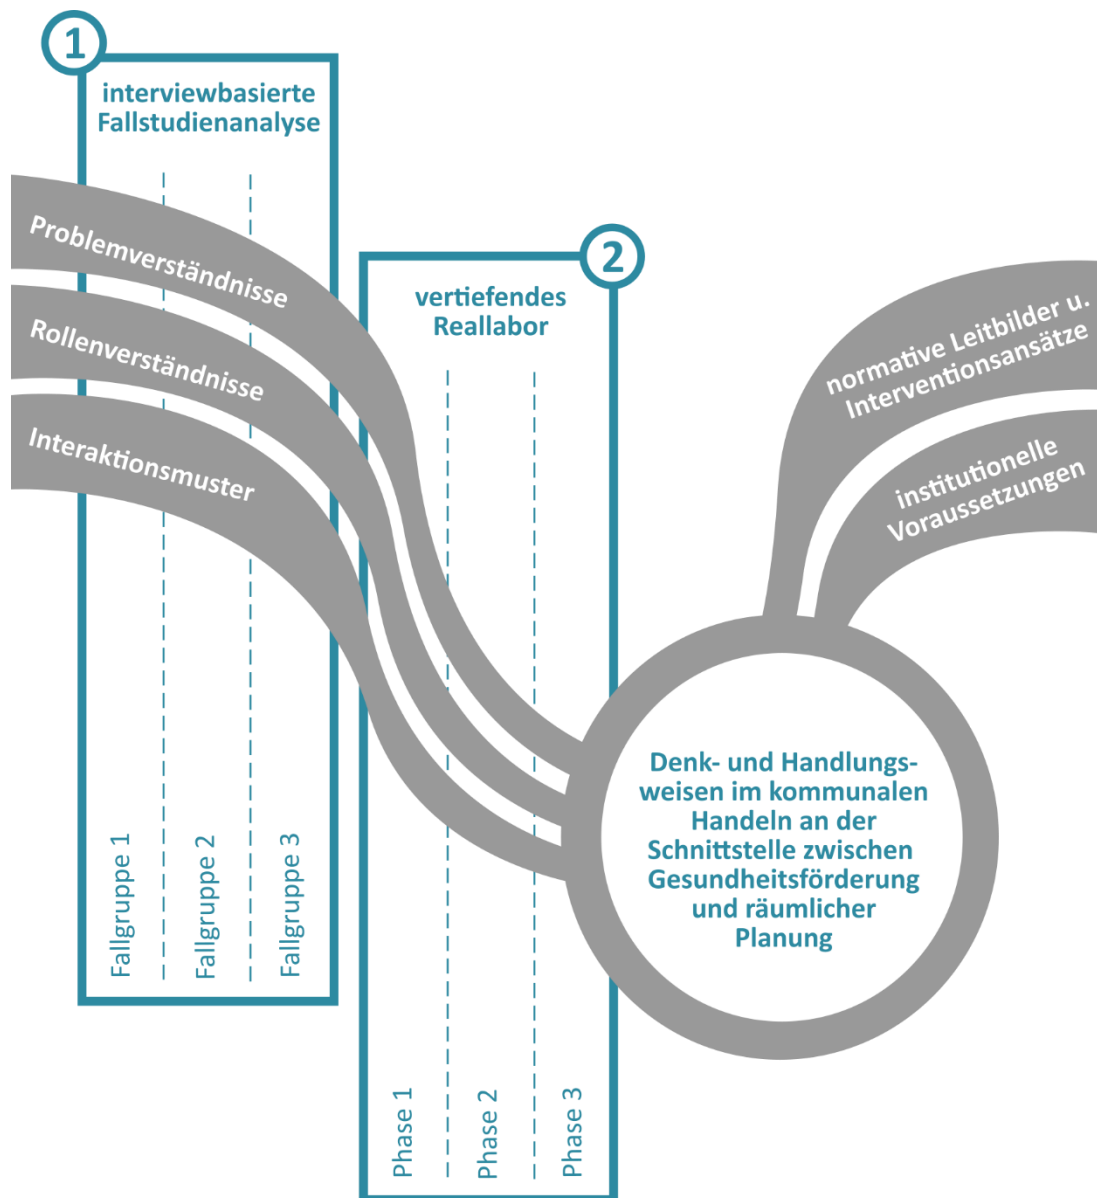 1
interviewbasierte
Fallstudienanalyse
Problemverständnisse
Rollenverständnisse
Interaktionsmuster
Fallgruppe 1
Fallgruppe 2
Fallgruppe 3
2
vertiefendes
Reallabor
Phase 1
Phase 2
Phase 3
normative Leitbilder u.
Interventionsansätze
institutionelle
Voraussetzungen
Denk- und Handlungs-
weisen im kommunalen
Handeln an der
Schnittstelle zwischen
Gesundheitsförderung
und räumlicher
Planung